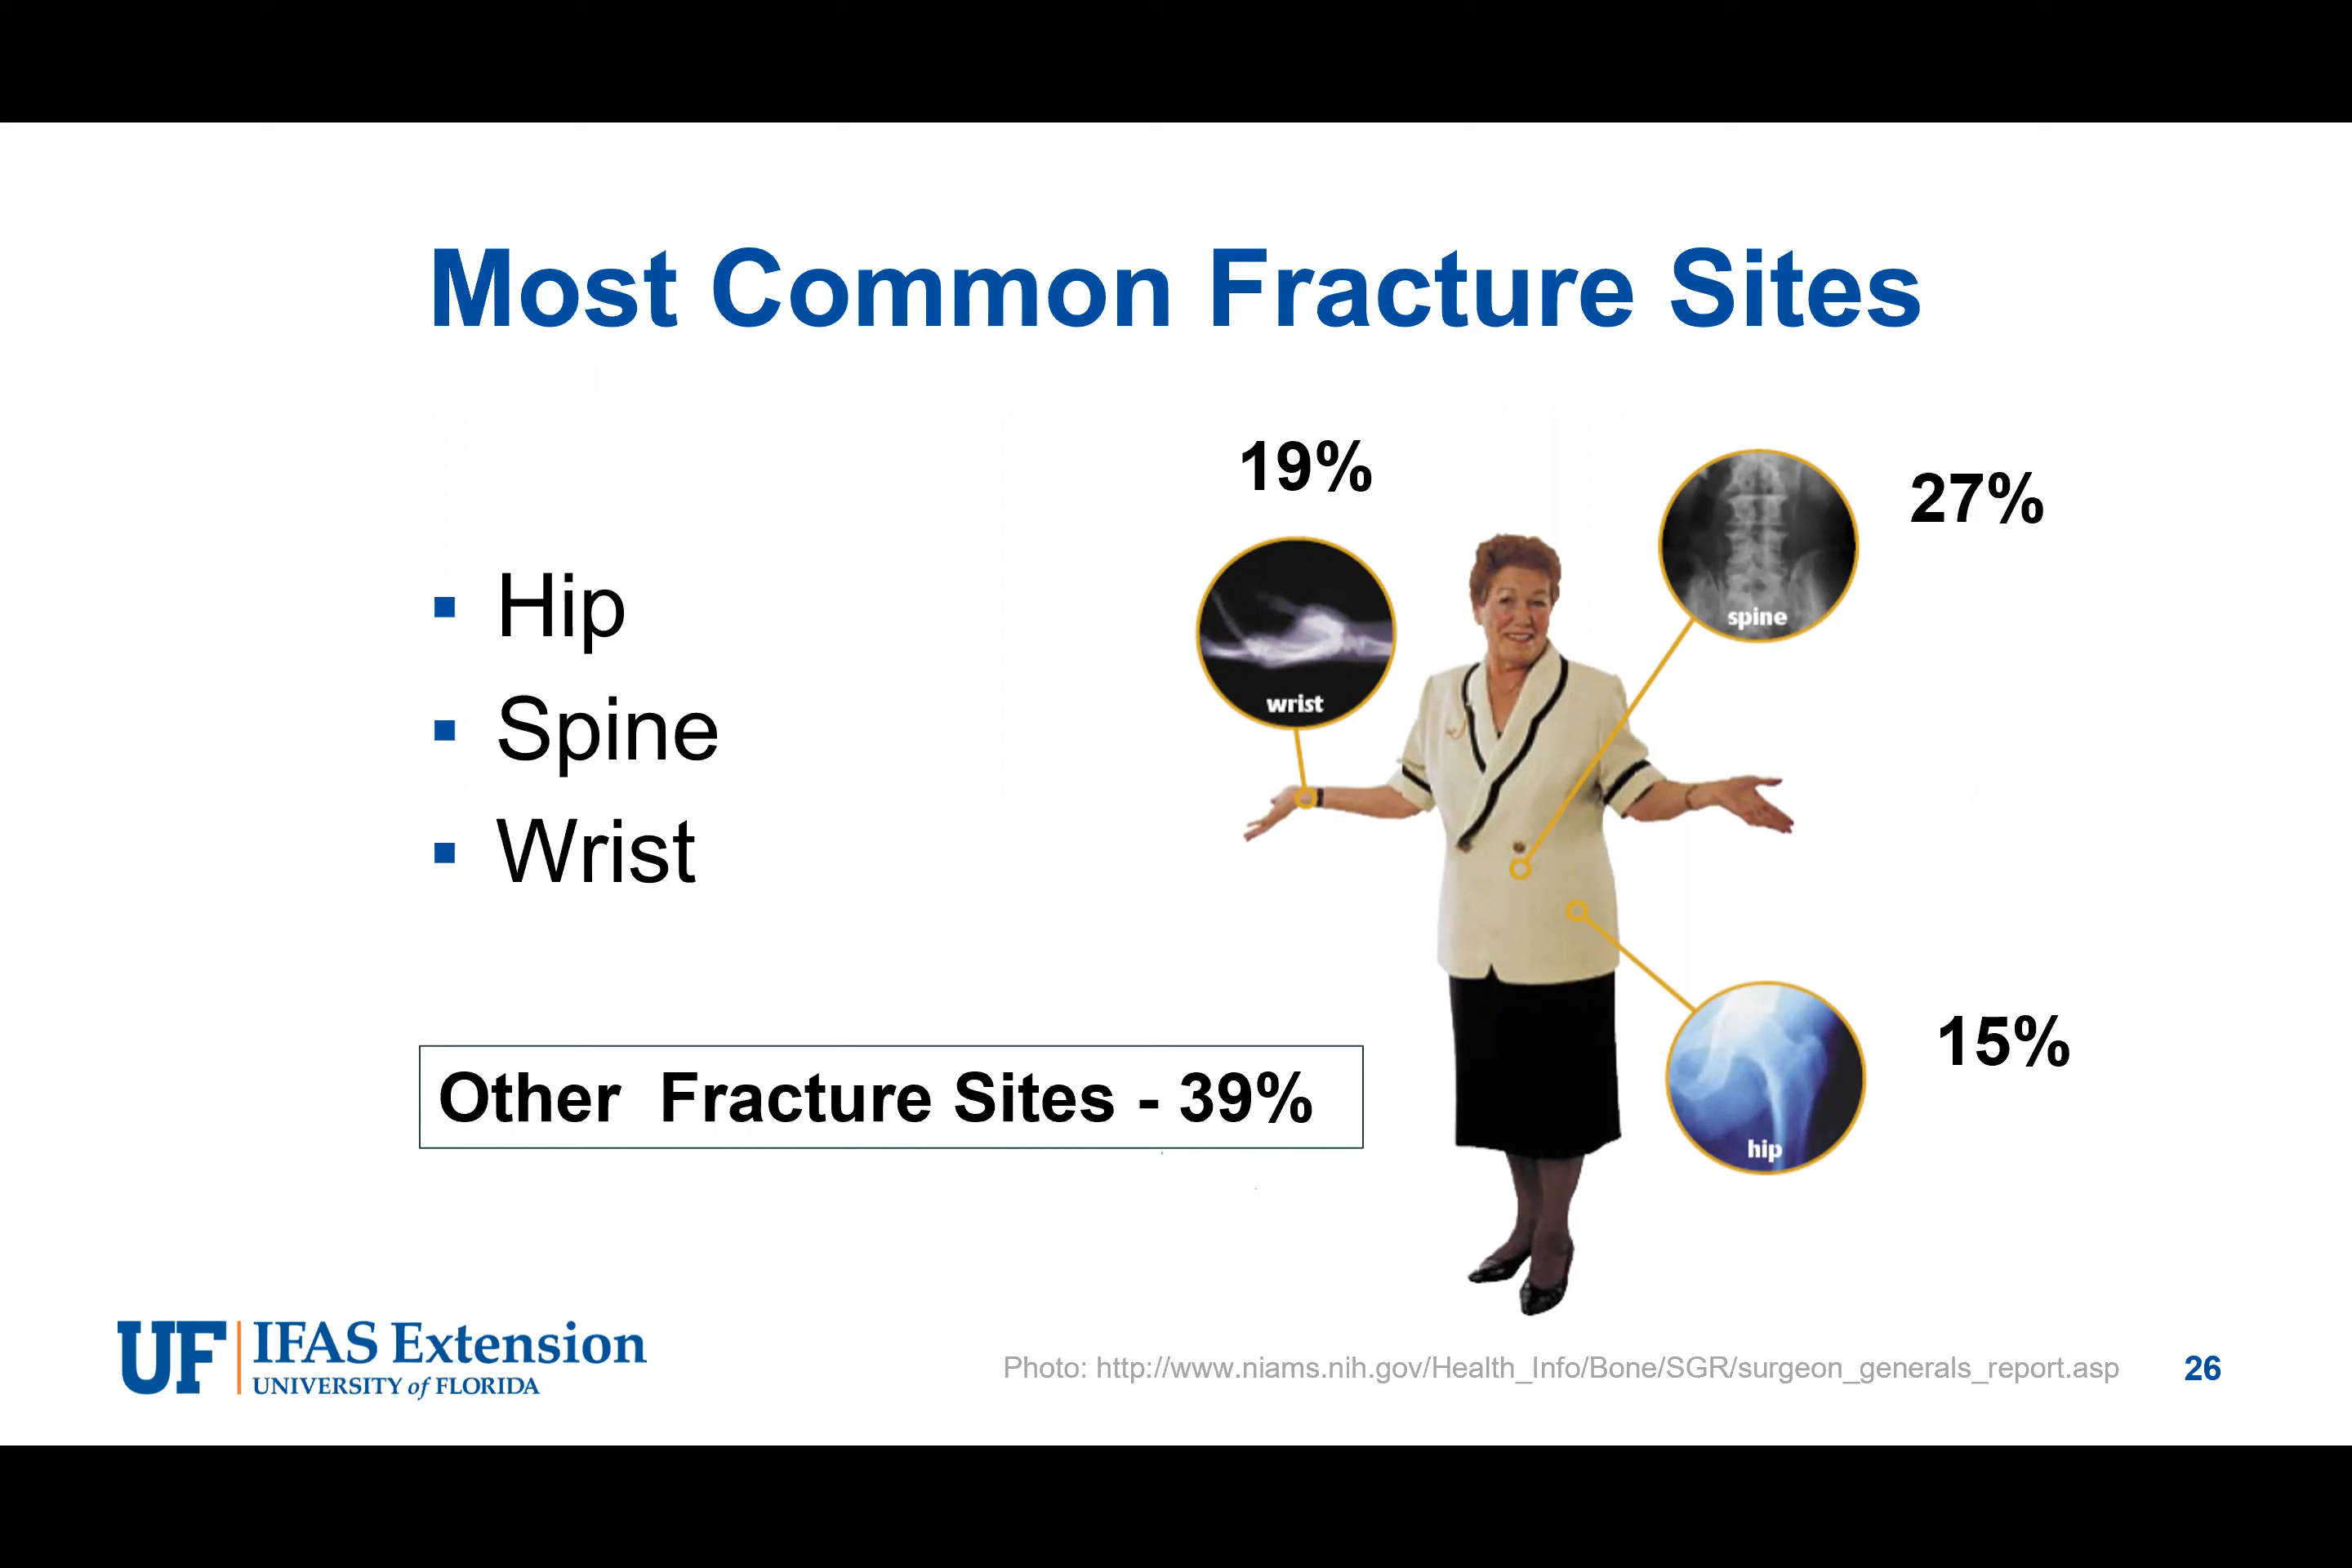 Most Common Fracture Sites
19%
27%
spine
▪ Hip
wrist
▪ Spine
▪ Wrist
15%
Other Fracture Sites - 39%
hip
UF IFAS Extension
UNIVERSITY of FLORIDA
Photo: http://www.niams.nih.gov/Health_Info/Bone/SGR/surgeon_generals_report.asp
26